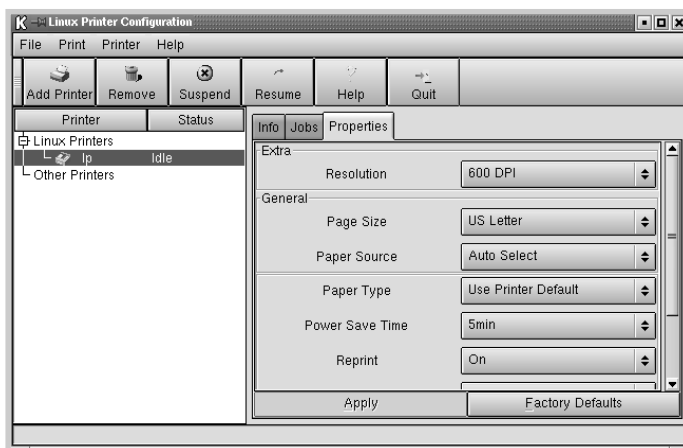 Linux Printer Configuration
File Print Printer Help
Add Printer Remove Suspend Resume Help Quit
Printer Status
Linux Printers
lp Idle
Other Printers
Info Jobs Properties
Extra
Resolution 600 DPI
General
Page Size US Letter
Paper Source Auto Select
Paper Type Use Printer Default
Power Save Time 5min
Reprint On
Apply Factory Defaults